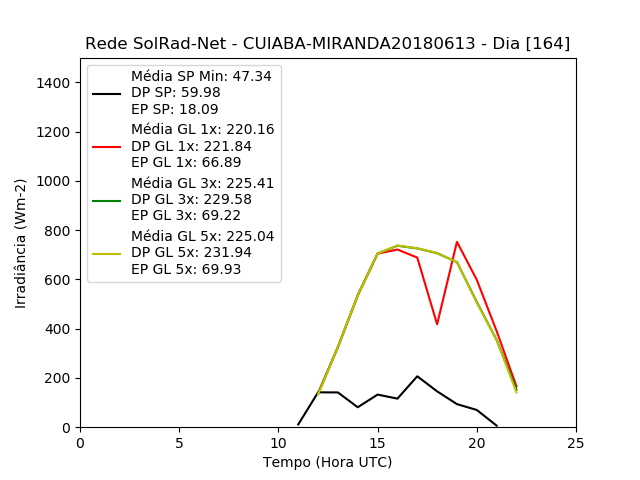 Rede SolRad-Net - CUIABA-MIRANDA20180613 - Dia [164]
Média SP Min: 47.34
DP SP: 59.98
EP SP: 18.09
Média GL 1x: 220.16
DP GL 1x: 221.84
EP GL 1x: 66.89
Média GL 3x: 225.41
DP GL 3x: 229.58
EP GL 3x: 69.22
Média GL 5x: 225.04
DP GL 5x: 231.94
EP GL 5x: 69.93
Irradiância (Wm-2)
1400
1200
1000
800
600
400
200
0
0 5 10 15 20 25
Tempo (Hora UTC)